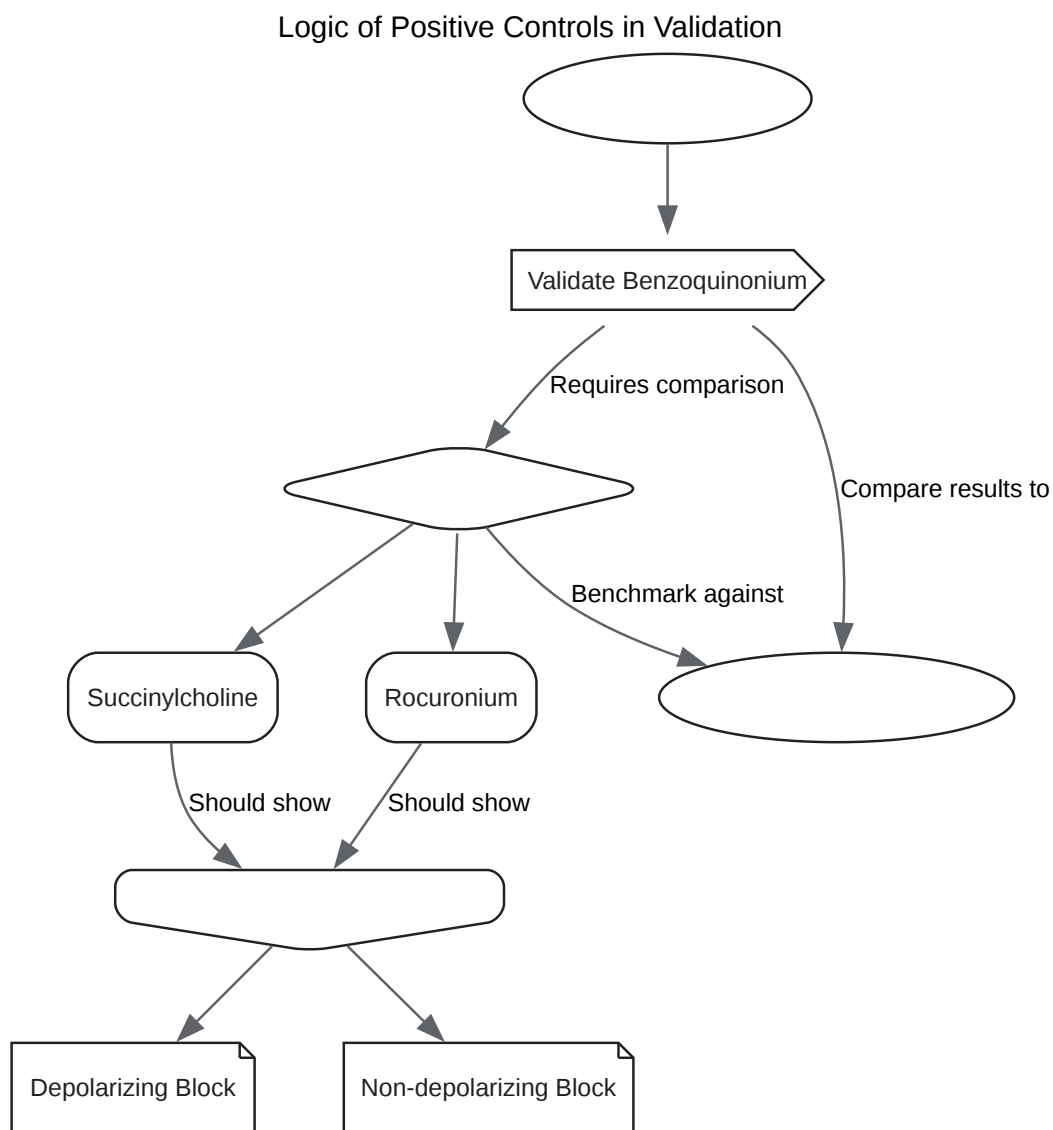 Logic of Positive Controls in Validation
Validate Benzoquinonium
Requires comparison
Compare results to
Benchmark against
Succinylcholine
Rocuronium
Should show
Should show
Depolarizing Block
Non-depolarizing Block